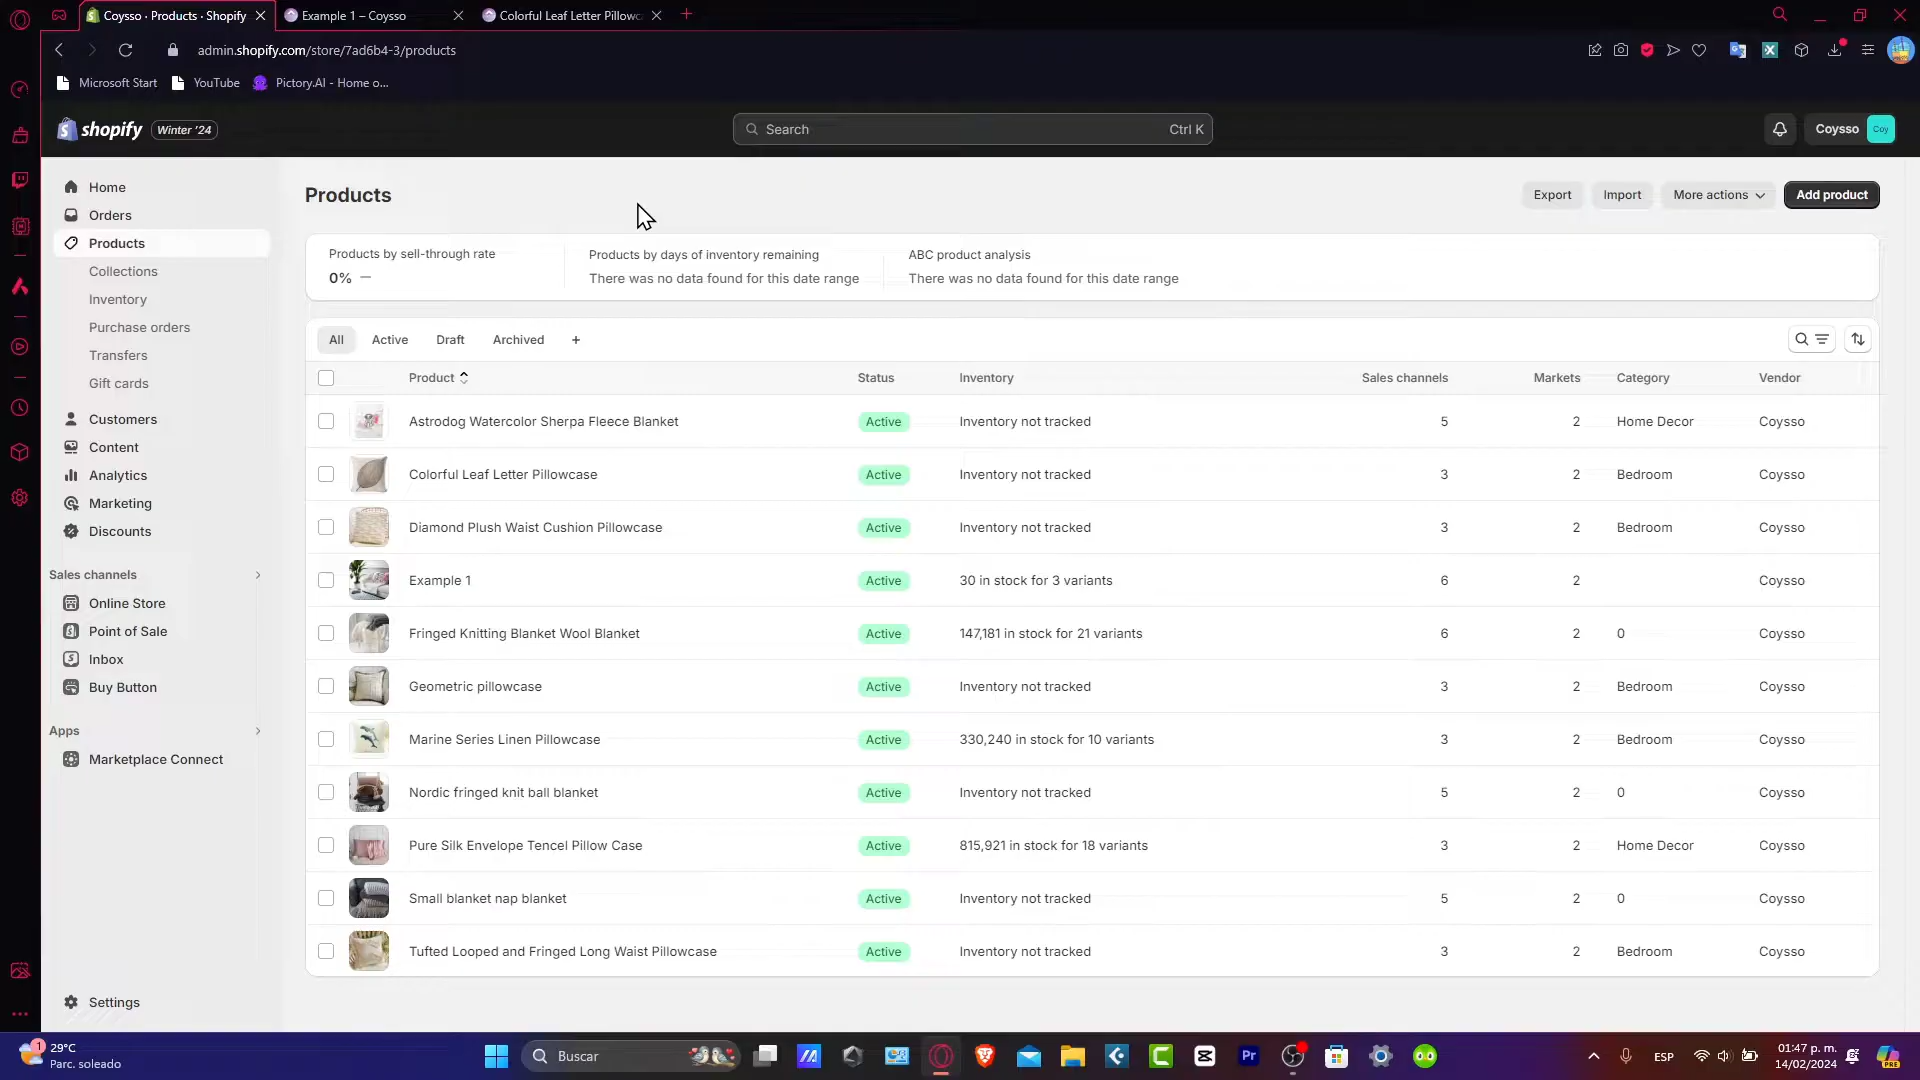 Coysso · Products · Shopify
Example 1 – Coysso
Colorful Leaf Letter Pillowc
admin.shopify.com/store/7ad6b4-3/products
Microsoft Start
YouTube
Pictory.AI - Home o...
shopify
Winter '24
Search
Ctrl K
Coysso
Coy
Home
Orders
Products
Collections
Inventory
Purchase orders
Transfers
Gift cards
Customers
Content
Analytics
Marketing
Discounts
Sales channels
Online Store
Point of Sale
Inbox
Buy Button
Apps
Marketplace Connect
Settings
Products
Export
Import
More actions
Add product
Products by sell-through rate
0% —
Products by days of inventory remaining
There was no data found for this date range
ABC product analysis
There was no data found for this date range
All
Active
Draft
Archived
+
Product
Status
Inventory
Sales channels
Markets
Category
Vendor
Astrodog Watercolor Sherpa Fleece Blanket Active Inventory not tracked 5 2 Home Decor Coysso
Colorful Leaf Letter Pillowcase Active Inventory not tracked 3 2 Bedroom Coysso
Diamond Plush Waist Cushion Pillowcase Active Inventory not tracked 3 2 Bedroom Coysso
Example 1 Active 30 in stock for 3 variants 6 2 Coysso
Fringed Knitting Blanket Wool Blanket Active 147,181 in stock for 21 variants 6 2 0 Coysso
Geometric pillowcase Active Inventory not tracked 3 2 Bedroom Coysso
Marine Series Linen Pillowcase Active 330,240 in stock for 10 variants 3 2 Bedroom Coysso
Nordic fringed knit ball blanket Active Inventory not tracked 5 2 0 Coysso
Pure Silk Envelope Tencel Pillow Case Active 815,921 in stock for 18 variants 3 2 Home Decor Coysso
Small blanket nap blanket Active Inventory not tracked 5 2 0 Coysso
Tufted Looped and Fringed Long Waist Pillowcase Active Inventory not tracked 3 2 Bedroom Coysso
1
29°C
Parc. soleado
Buscar
Pr
ESP
01:47 p. m.
14/02/2024
PRE